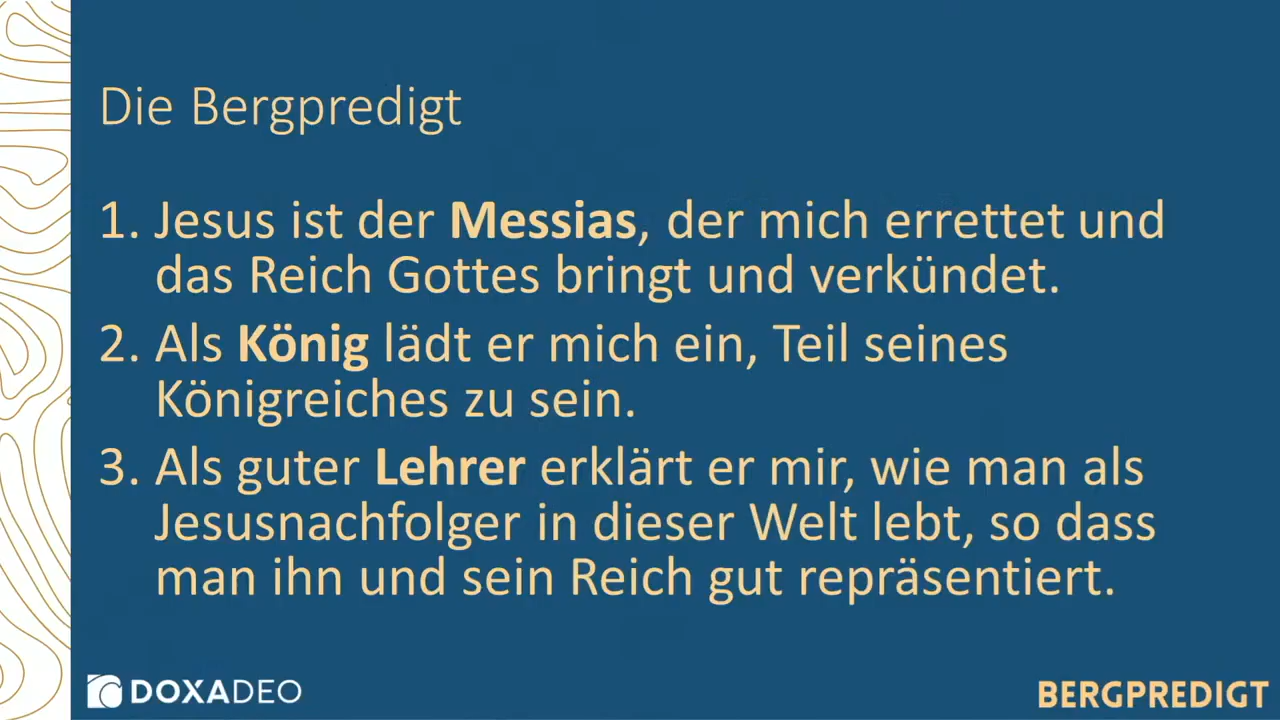 Die Bergpredigt
1. Jesus ist der Messias, der mich errettet und
das Reich Gottes bringt und verkündet.
2. Als König lädt er mich ein, Teil seines
Königreiches zu sein.
3. Als guter Lehrer erklärt er mir, wie man als
Jesusnachfolger in dieser Welt lebt, so dass
man ihn und sein Reich gut repräsentiert.
DOXADEO
BERGPREDIGT